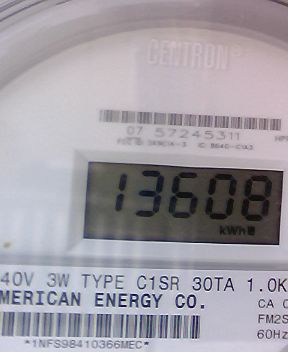 CENTRON®
07 57245311
13608
kWh
40V 3W TYPE C1SR 30TA 1.0K
MERICAN ENERGY CO.
CA 0
FM2S
60Hz
*1NFS98410366MEC*